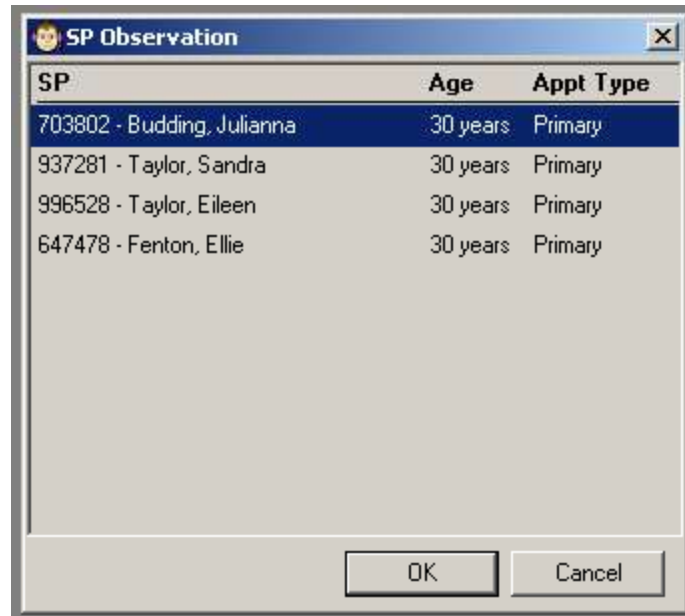 SP Observation
SP Age Appt Type
703802 - Budding, Julianna 30 years Primary
937281 - Taylor, Sandra 30 years Primary
996528 - Taylor, Eileen 30 years Primary
647478 - Fenton, Ellie 30 years Primary
OK Cancel